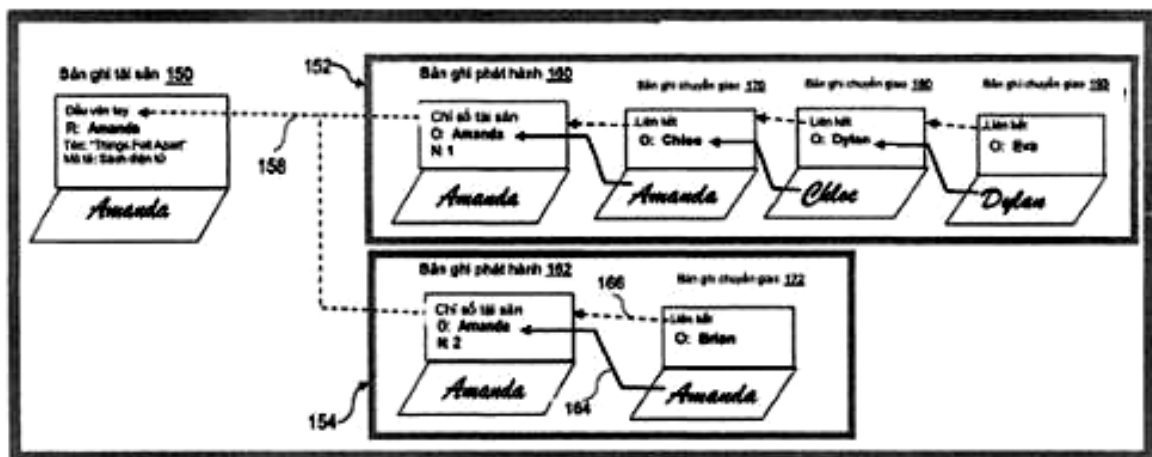 Bản ghi tài sản 150
Dấu vân tay
R: Amanda
Tên: "Things Fall Apart"
Mô tả: Sách điện tử
Amanda
158
152
Bản ghi phát hành 160
Chỉ số tài sản
O: Amanda
N: 1
Amanda
Bản ghi chuyển giao 170
Liên kết
O: Chloe
Amanda
Bản ghi chuyển giao
Liên kết
O: Dylan
Chloe
Bản ghi chuyển giao
Liên kết
O: Eva
Dylan
154
Bản ghi phát hành 162
Chỉ số tài sản
O: Amanda
N: 2
Amanda
166
164
Bản ghi chuyển giao 172
Liên kết
O: Brian
Amanda